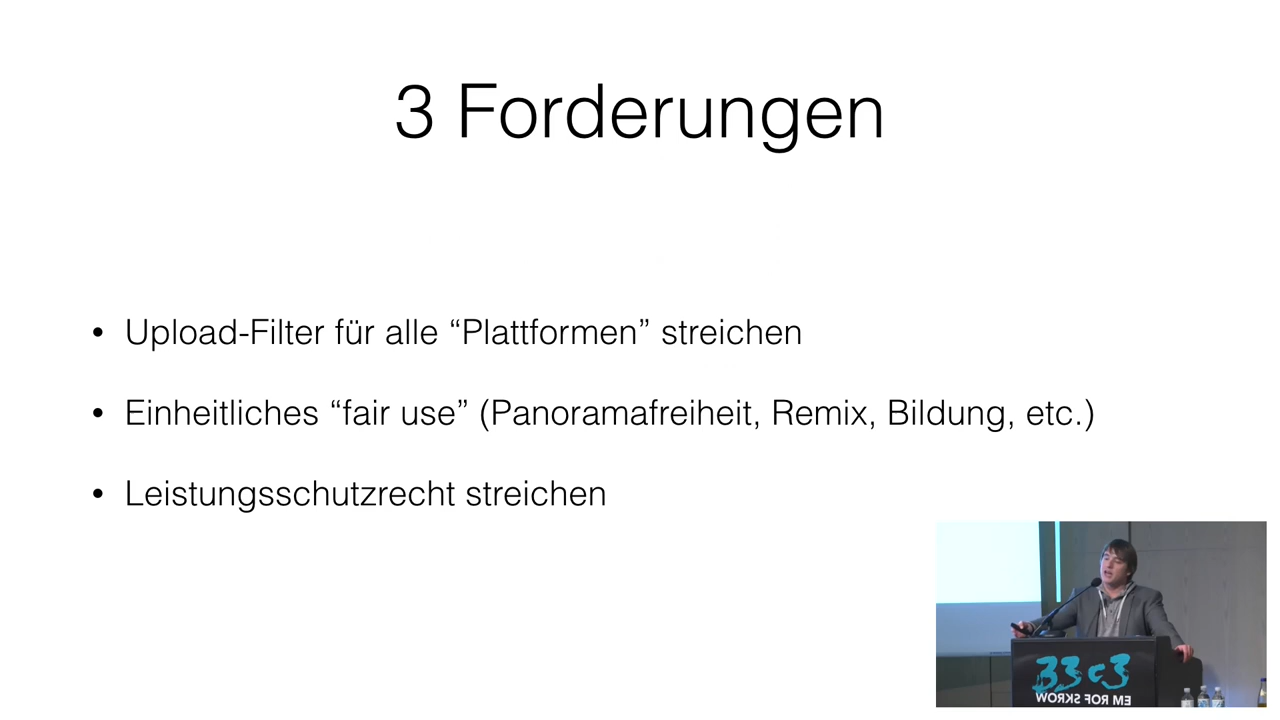 3 Forderungen
• Upload-Filter für alle “Plattformen” streichen
• Einheitliches “fair use” (Panoramafreiheit, Remix, Bildung, etc.)
• Leistungsschutzrecht streichen
33c3
WORKS FOR ME